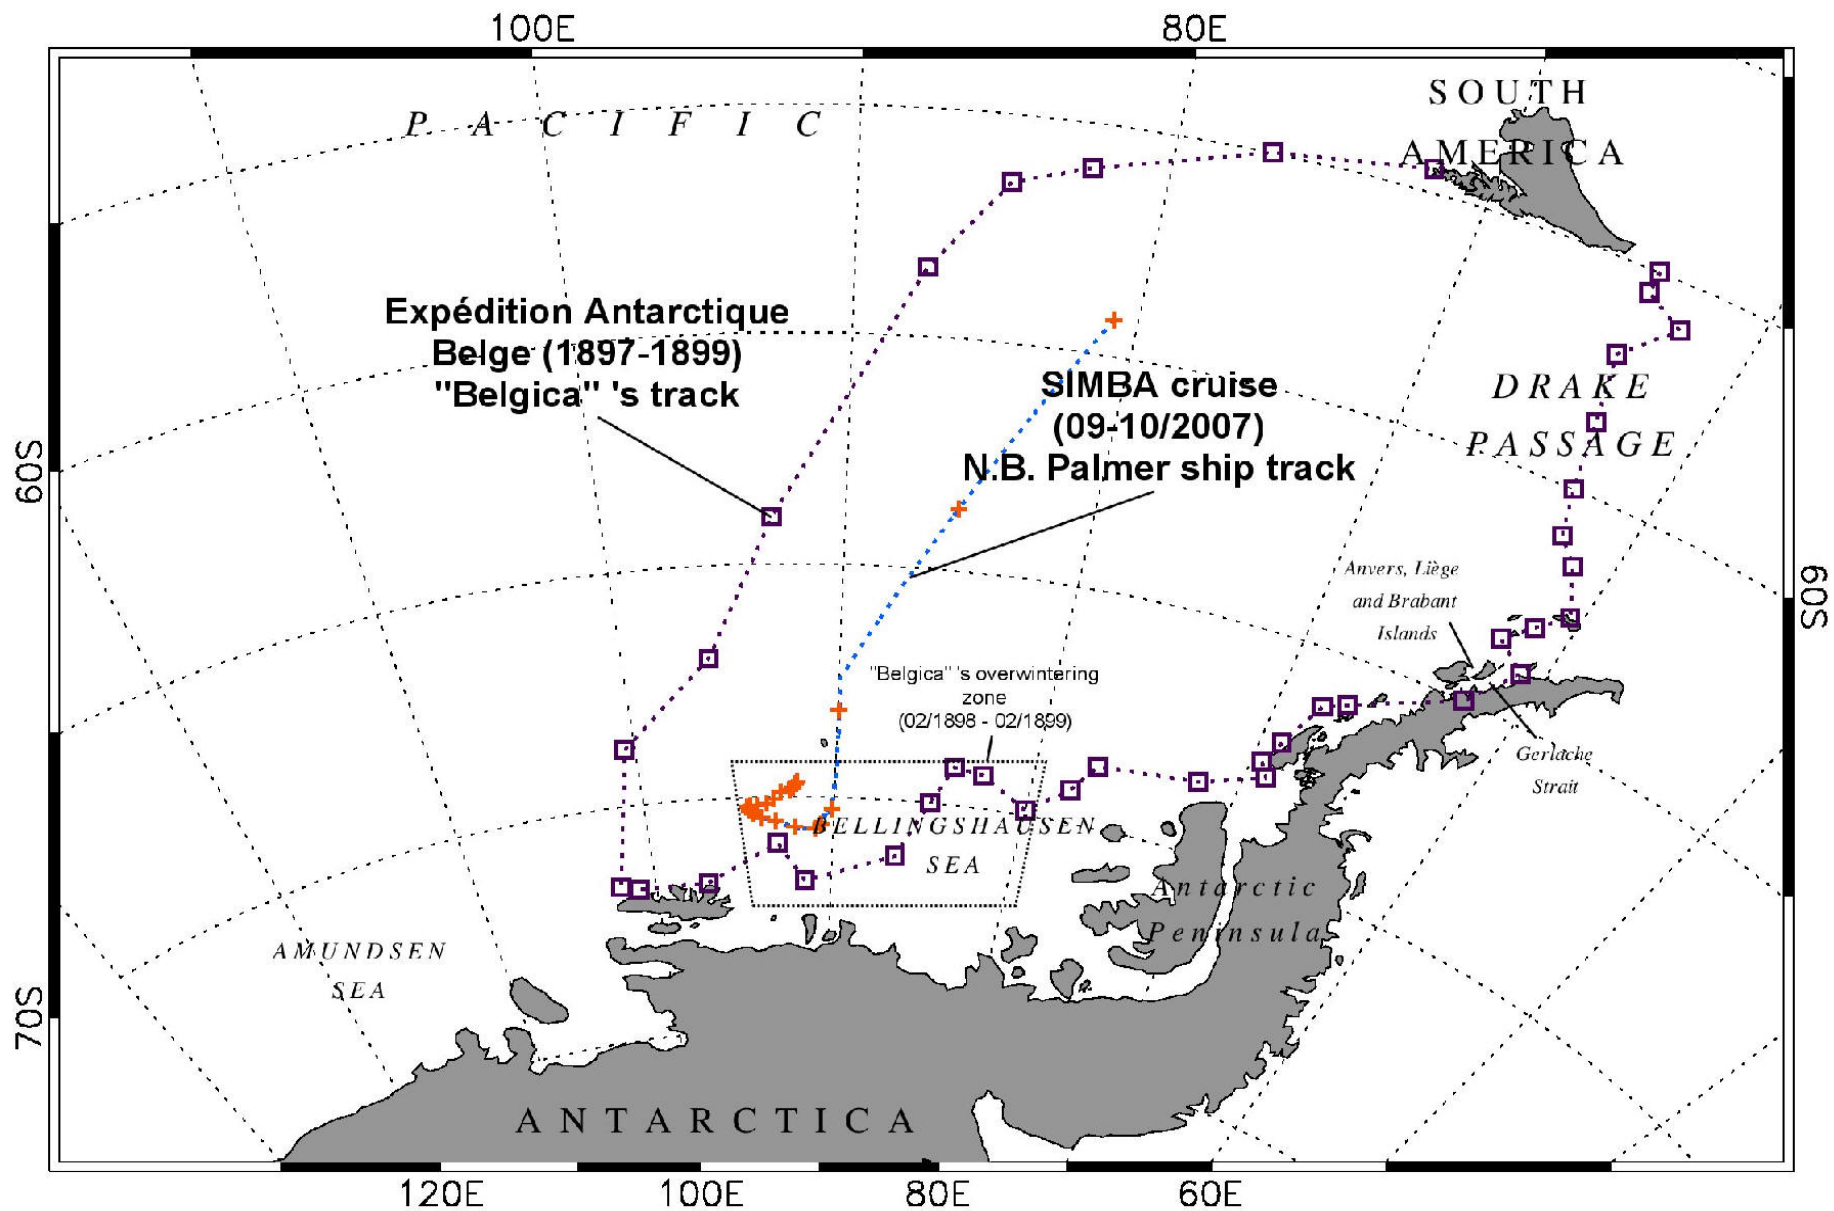 100E
80E
SOUTH
AMERICA
PACIFIC
Expédition Antarctique
Belge (1897-1899)
"Belgica" 's track
SIMBA cruise
(09-10/2007)
N.B. Palmer ship track
DRAKE
PASSAGE
60S
60S
Anvers, Liège
and Brabant
Islands
"Belgica" 's overwintering
zone
(02/1898 - 02/1899)
Gerlache
Strait
BELLINGSHAUSEN
SEA
Antarctic
Peninsula
AMUNDSEN
SEA
70S
ANTARCTICA
120E
100E
80E
60E